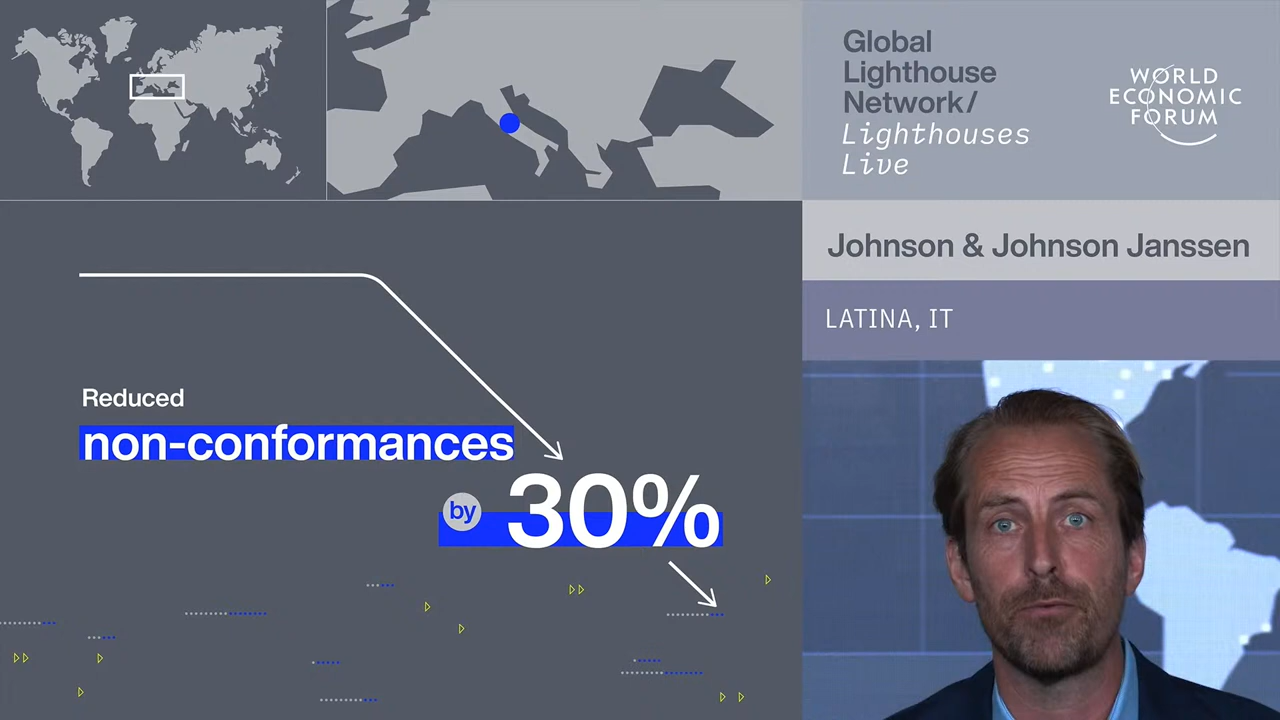 Global
Lighthouse
Network/
Lighthouses
Live
WORLD
ECONOMIC
FORUM
Johnson & Johnson Janssen
LATINA, IT
Reduced
non-conformances
by 30%